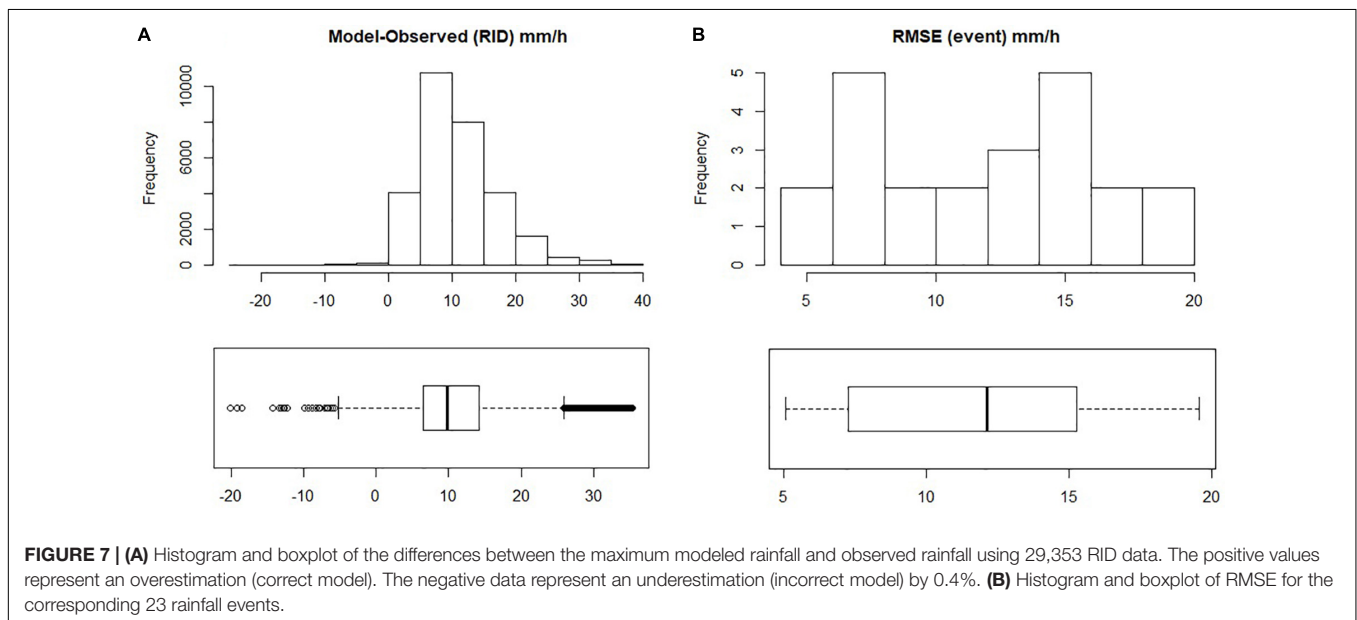 A
Model-Observed (RID) mm/h
Frequency
0 2000 6000 10000
-20 -10 0 10 20 30 40
-20 -10 0 10 20 30
B
RMSE (event) mm/h
Frequency
0 1 2 3 4 5
5 10 15 20
5 10 15 20
FIGURE 7 | (A) Histogram and boxplot of the differences between the maximum modeled rainfall and observed rainfall using 29,353 RID data. The positive values
represent an overestimation (correct model). The negative data represent an underestimation (incorrect model) by 0.4%. (B) Histogram and boxplot of RMSE for the
corresponding 23 rainfall events.